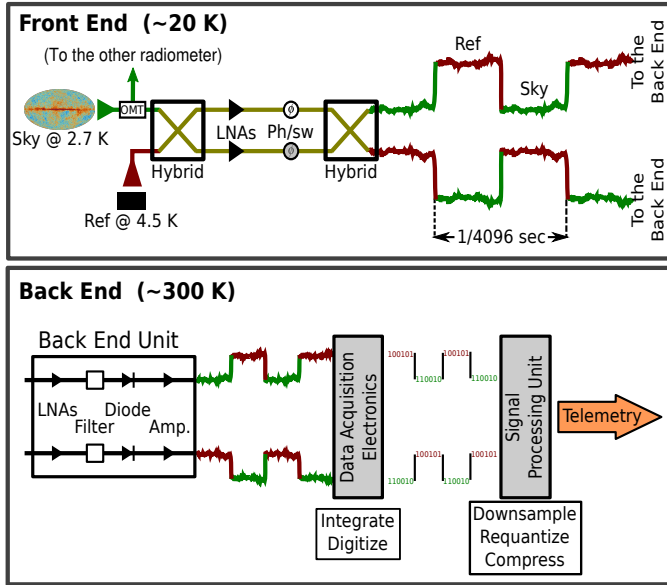 Front End (~20 K)
(To the other radiometer)
OMT
Sky @ 2.7 K
Ref @ 4.5 K
Hybrid
LNAs
Ph/sw
ø
ø
Hybrid
Ref
Sky
1/4096 sec
To the
Back End
To the
Back End
Back End (~300 K)
Back End Unit
LNAs
Filter
Diode
Amp.
Data Acquisition
Electronics
Integrate
Digitize
100101
110010
100101
110010
110010
100101
110010
100101
Signal
Processing Unit
Downsample
Requantize
Compress
Telemetry